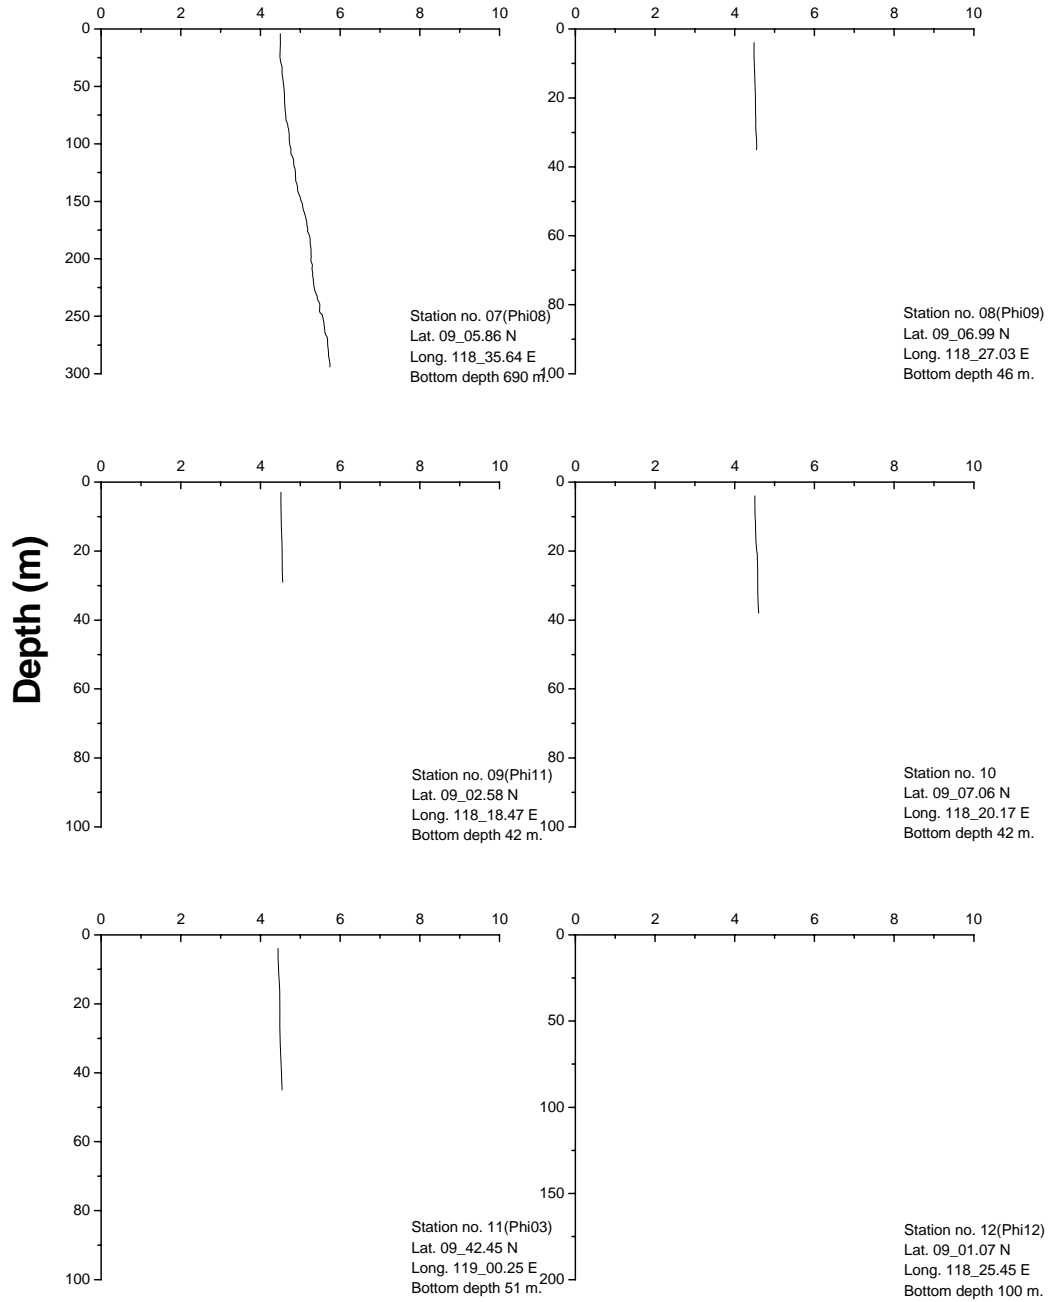 0 2 4 6 8 10
0
50
100
150
200
250
300
Station no. 07(Phi08)
Lat. 09_05.86 N
Long. 118_35.64 E
Bottom depth 690 m.
0 2 4 6 8 10
0
20
40
60
80
100
Station no. 08(Phi09)
Lat. 09_06.99 N
Long. 118_27.03 E
Bottom depth 46 m.
Depth (m)
0 2 4 6 8 10
0
20
40
60
80
100
Station no. 09(Phi11)
Lat. 09_02.58 N
Long. 118_18.47 E
Bottom depth 42 m.
0 2 4 6 8 10
0
20
40
60
80
100
Station no. 10
Lat. 09_07.06 N
Long. 118_20.17 E
Bottom depth 42 m.
0 2 4 6 8 10
0
20
40
60
80
100
Station no. 11(Phi03)
Lat. 09_42.45 N
Long. 119_00.25 E
Bottom depth 51 m.
0 2 4 6 8 10
0
50
100
150
200
Station no. 12(Phi12)
Lat. 09_01.07 N
Long. 118_25.45 E
Bottom depth 100 m.